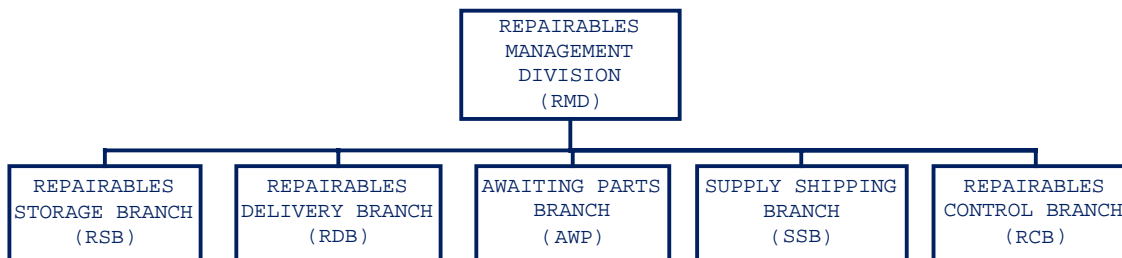 REPAIRABLES
MANAGEMENT
DIVISION
(RMD)
REPAIRABLES
STORAGE BRANCH
(RSB)
REPAIRABLES
DELIVERY BRANCH
(RDB)
AWAITING PARTS
BRANCH
(AWP)
SUPPLY SHIPPING
BRANCH
(SSB)
REPAIRABLES
CONTROL BRANCH
(RCB)